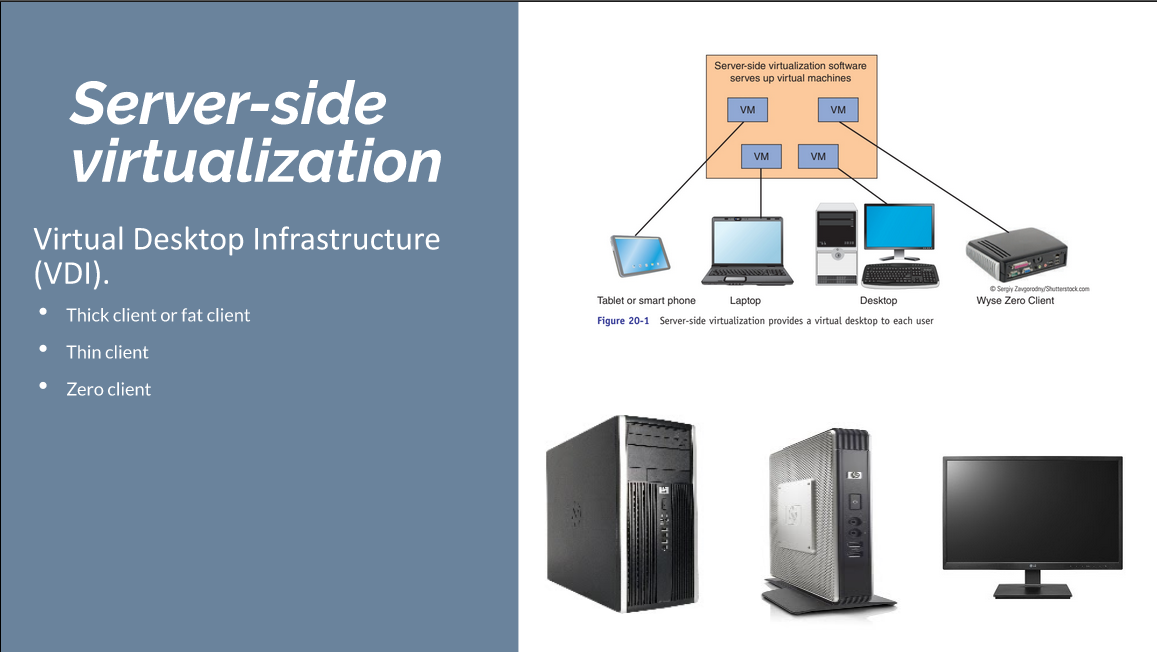 Server-side
virtualization
Virtual Desktop Infrastructure
(VDI).
• Thick client or fat client
• Thin client
• Zero client
Server-side virtualization software
serves up virtual machines
VM
VM
VM
VM
© Sergiy Zavgorodny/Shutterstock.com
Tablet or smart phone
Laptop
Desktop
Wyse Zero Client
Figure 20-1 Server-side virtualization provides a virtual desktop to each user
hp
LG